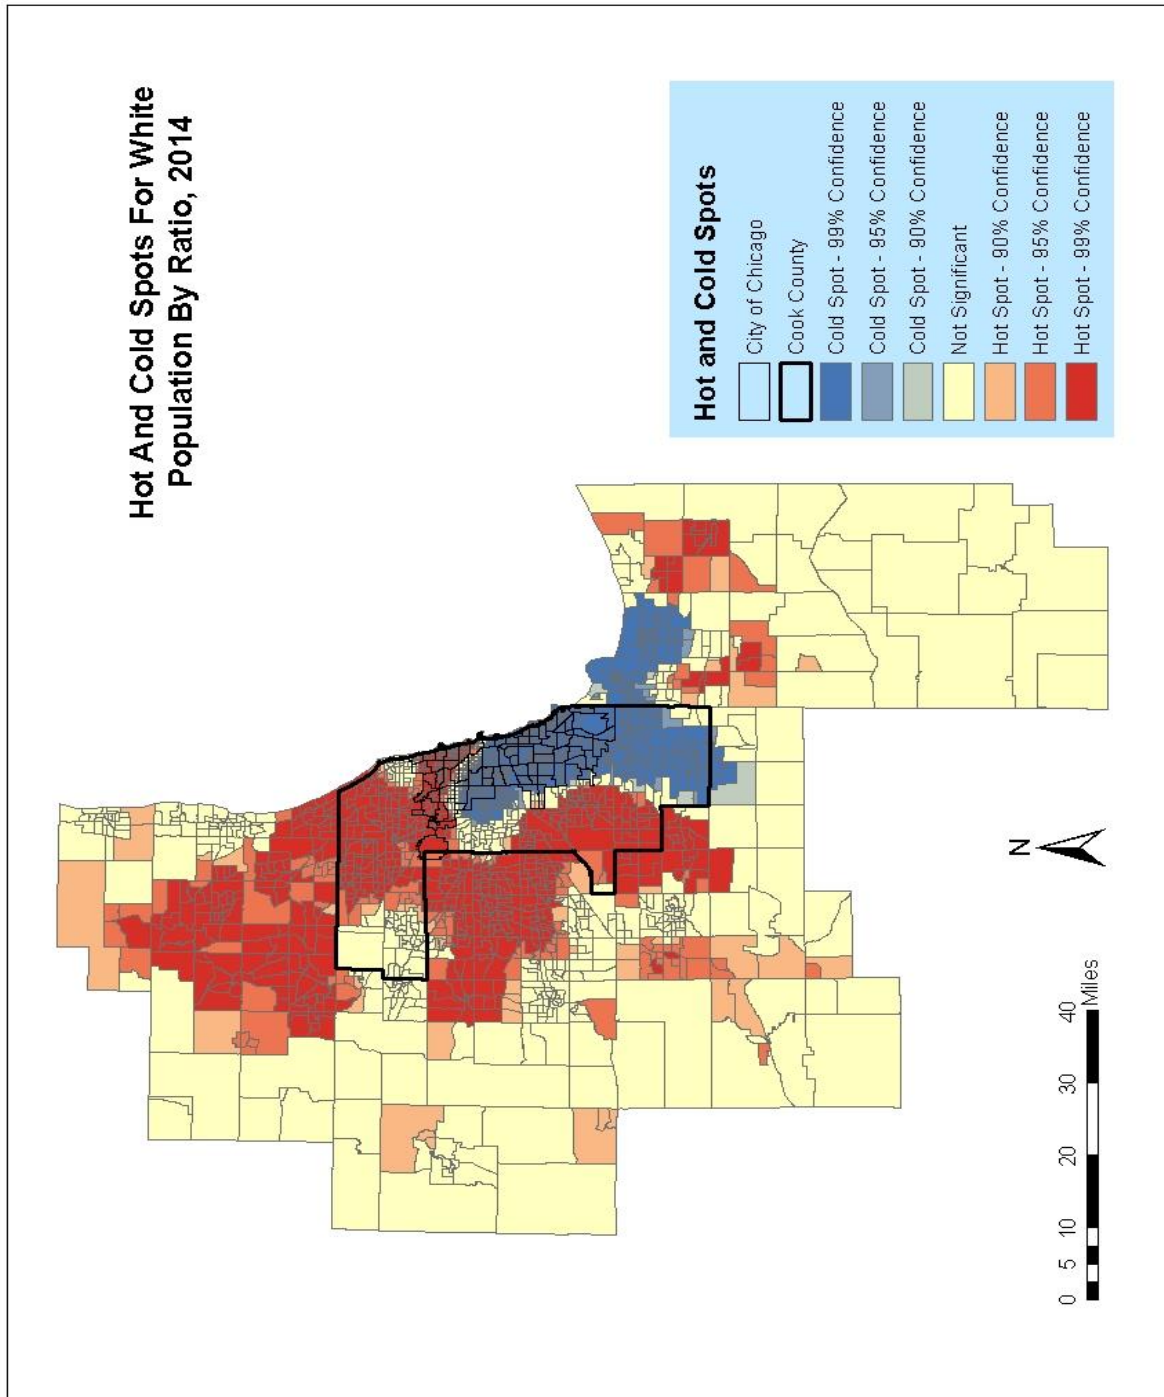 Hot And Cold Spots For White
Population By Ratio, 2014
Hot and Cold Spots
City of Chicago
Cook County
Cold Spot - 99% Confidence
Cold Spot - 95% Confidence
Cold Spot - 90% Confidence
Not Significant
Hot Spot - 90% Confidence
Hot Spot - 95% Confidence
Hot Spot - 99% Confidence
N
0 5 10 20 30 40
Miles